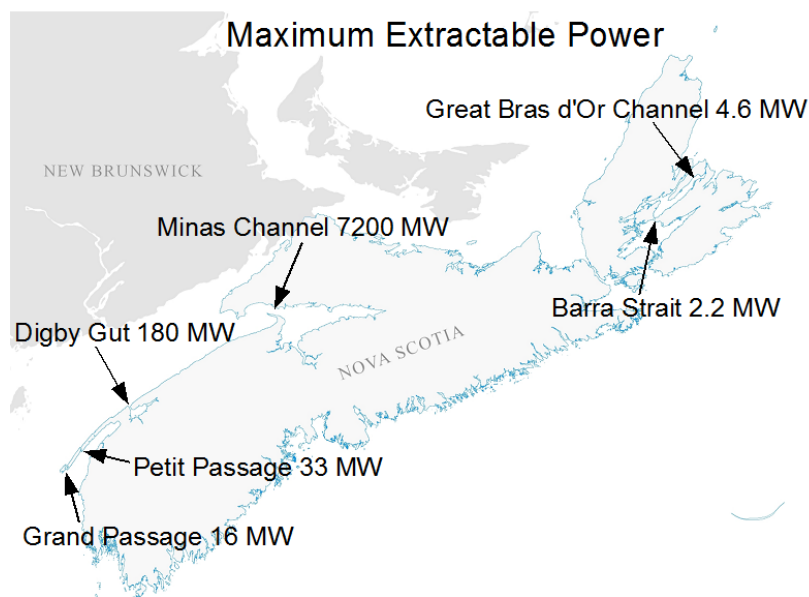 Maximum Extractable Power
Great Bras d'Or Channel 4.6 MW
NEW BRUNSWICK
Minas Channel 7200 MW
Barra Strait 2.2 MW
Digby Gut 180 MW
NOVA SCOTIA
Petit Passage 33 MW
Grand Passage 16 MW